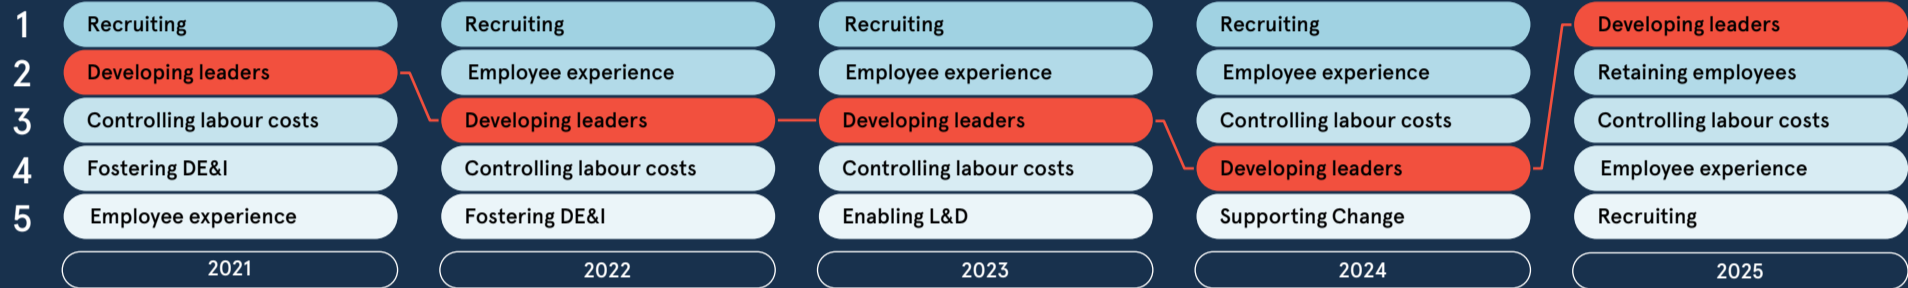 1 Recruiting Recruiting Recruiting Recruiting Developing leaders
2 Developing leaders Employee experience Employee experience Employee experience Retaining employees
3 Controlling labour costs Developing leaders Developing leaders Controlling labour costs Controlling labour costs
4 Fostering DE&I Controlling labour costs Controlling labour costs Developing leaders Employee experience
5 Employee experience Fostering DE&I Enabling L&D Supporting Change Recruiting
2021 2022 2023 2024 2025